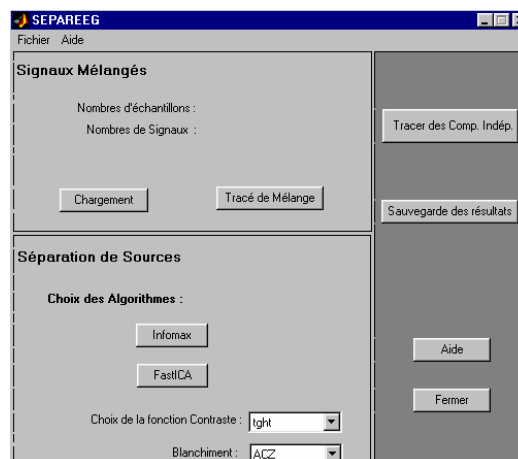 SEPAREEG
Fichier Aide
Signaux Mélangés
Nombres d'échantillons :
Nombres de Signaux :
Chargement
Tracé de Mélange
Tracer des Comp. Indép.
Sauvegarde des résultats
Séparation de Sources
Choix des Algorithmes :
Infomax
FastICA
Choix de la fonction Contraste : tght
Blanchiment : ACZ
Aide
Fermer